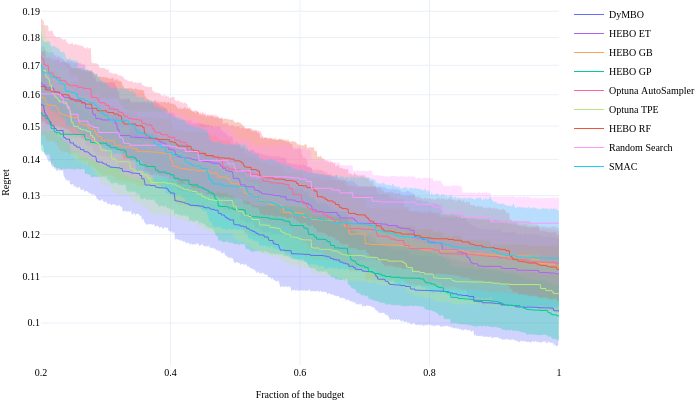 0.19
0.18
0.17
0.16
0.15
0.14
0.13
0.12
0.11
0.1
Regret
0.2
0.4
0.6
0.8
1
Fraction of the budget
DyMBO
HEBO ET
HEBO GB
HEBO GP
Optuna AutoSampler
Optuna TPE
HEBO RF
Random Search
SMAC